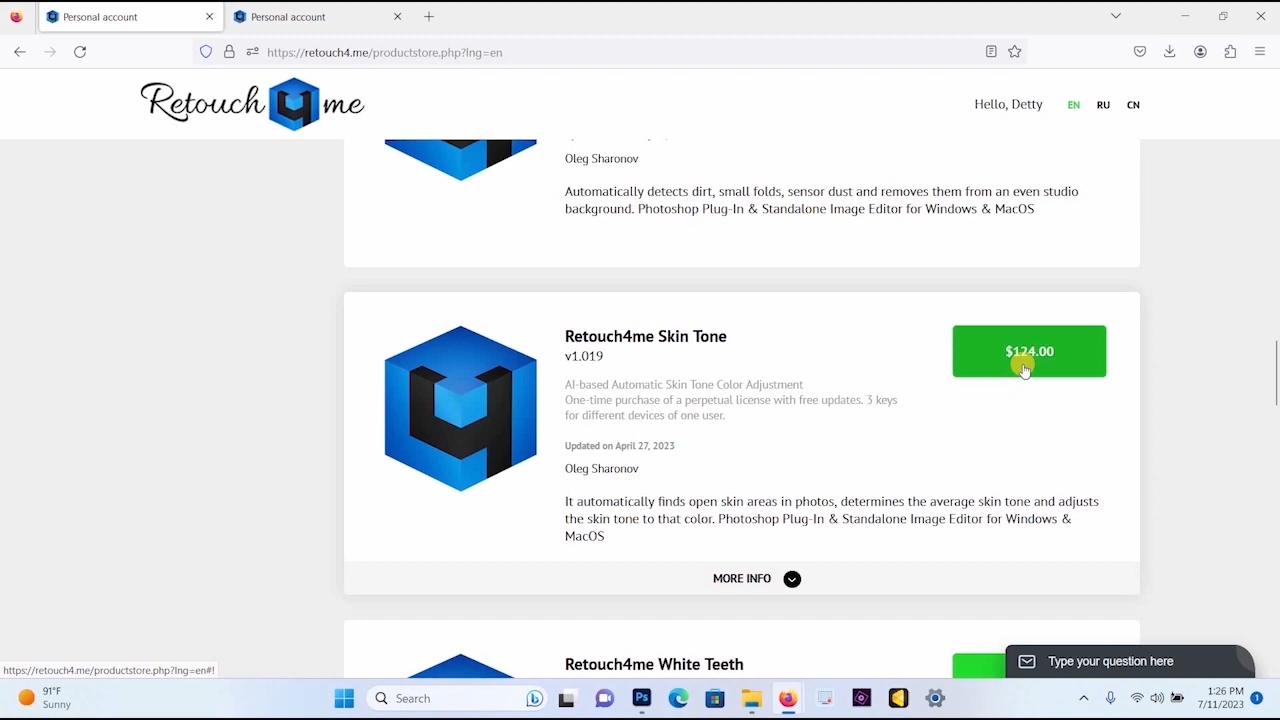 Personal account
Personal account
https://retouch4.me/productstore.php?lng=en
Retouch4me
Hello, Detty
EN
RU
CN
Oleg Sharonov
Automatically detects dirt, small folds, sensor dust and removes them from an even studio
background. Photoshop Plug-In & Standalone Image Editor for Windows & MacOS
Retouch4me Skin Tone
v1.019
$124.00
AI-based Automatic Skin Tone Color Adjustment
One-time purchase of a perpetual license with free updates. 3 keys
for different devices of one user.
Updated on April 27, 2023
Oleg Sharonov
It automatically finds open skin areas in photos, determines the average skin tone and adjusts
the skin tone to that color. Photoshop Plug-In & Standalone Image Editor for Windows &
MacOS
MORE INFO
Retouch4me White Teeth
Type your question here
https://retouch4.me/productstore.php?lng=en#!
91°F
Sunny
Search
Ps
1:26 PM
7/11/2023
1